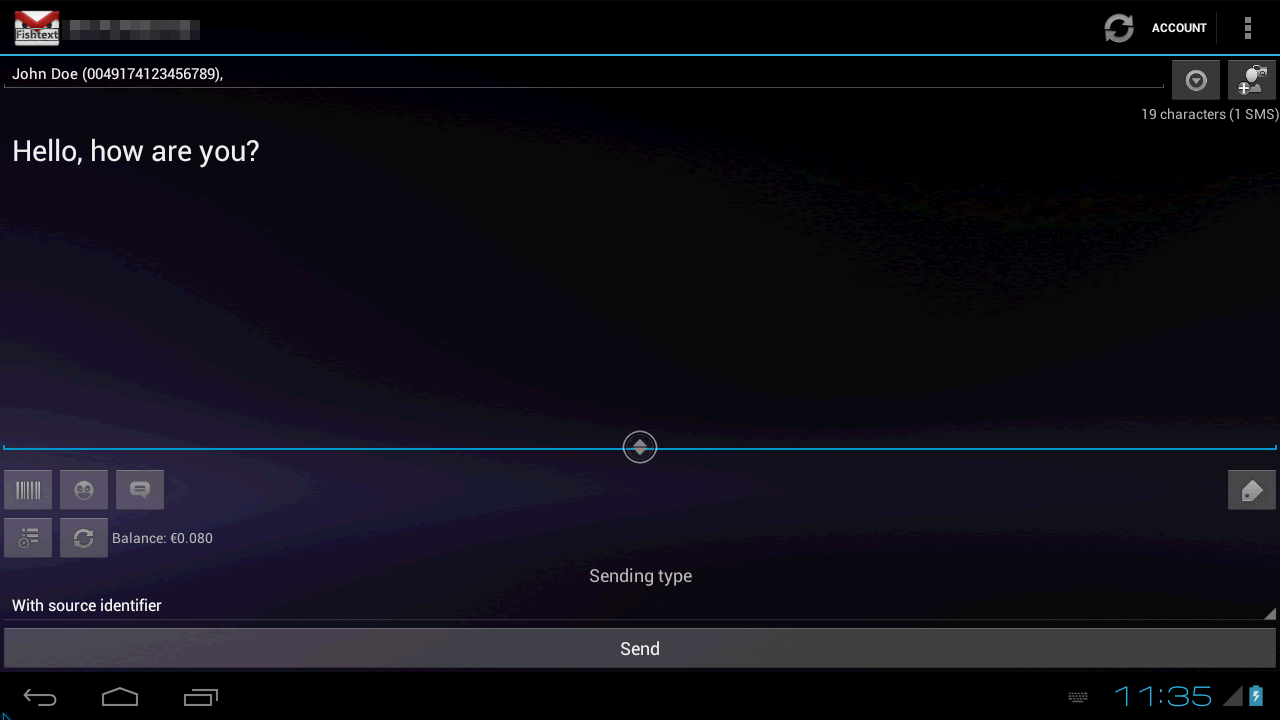 Fishtext
ACCOUNT
John Doe (0049174123456789),
19 characters (1 SMS)
Hello, how are you?
Balance: €0.080
Sending type
With source identifier
Send
11:35